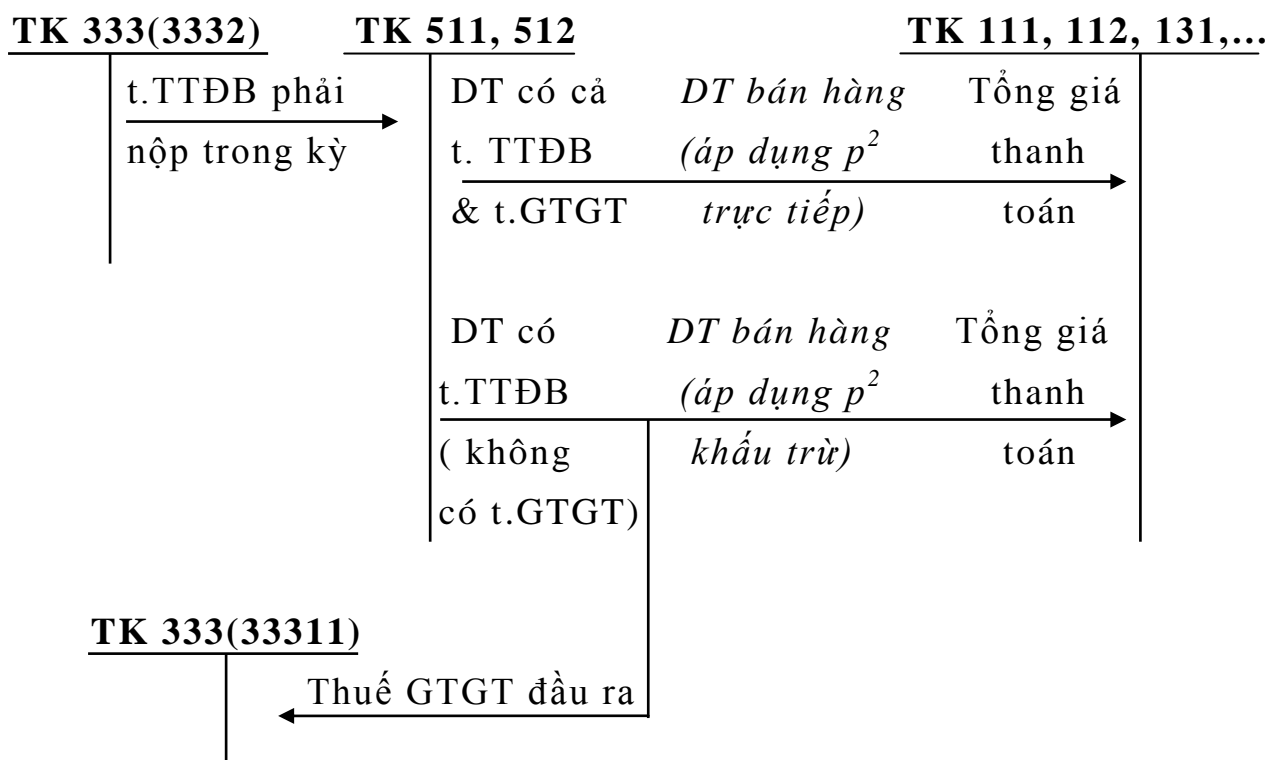 TK 333(3332) TK 511, 512 TK 111, 112, 131,...
t.TTĐB phải DT có cả DT bán hàng Tổng giá
nộp trong kỳ t. TTĐB (áp dụng p² thanh
& t.GTGT trực tiếp) toán
DT có DT bán hàng Tổng giá
t.TTĐB (áp dụng p² thanh
( không khấu trừ) toán
có t.GTGT)
TK 333(33311)
Thuế GTGT đầu ra